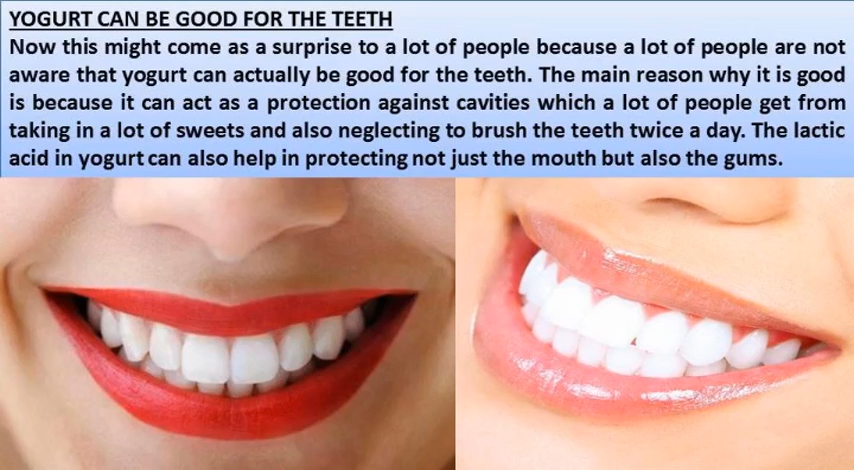 YOGURT CAN BE GOOD FOR THE TEETH
Now this might come as a surprise to a lot of people because a lot of people are not
aware that yogurt can actually be good for the teeth. The main reason why it is good
is because it can act as a protection against cavities which a lot of people get from
taking in a lot of sweets and also neglecting to brush the teeth twice a day. The lactic
acid in yogurt can also help in protecting not just the mouth but also the gums.